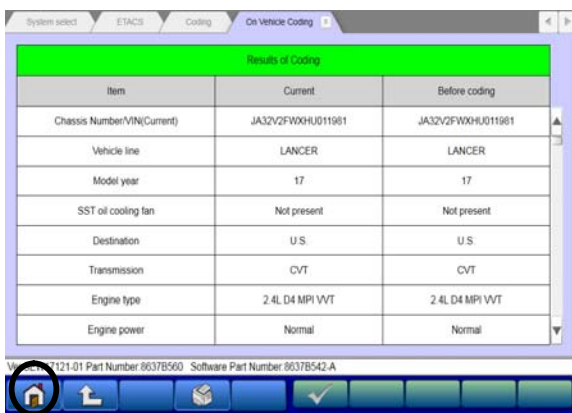 System select ETACS Coding On Vehicle Coding
Results of Coding
Item Current Before coding
Chassis Number/VIN(Current) JA32V2FWXHU011981 JA32V2FWXHU011981
Vehicle line LANCER LANCER
Model year 17 17
SST oil cooling fan Not present Not present
Destination U.S. U.S.
Transmission CVT CVT
Engine type 2.4L D4 MPI VVT 2.4L D4 MPI VVT
Engine power Normal Normal
17121-01 Part Number:8637B560 Software Part Number:8637B542-A